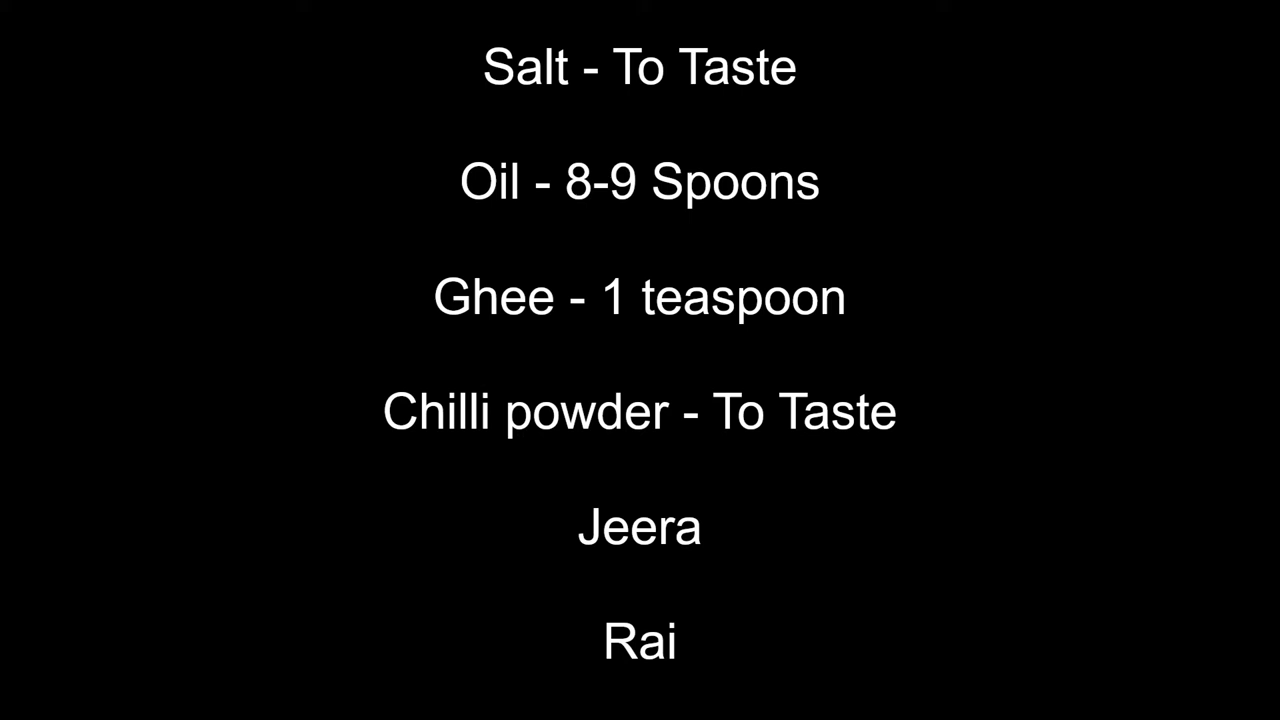 Salt - To Taste
Oil - 8-9 Spoons
Ghee - 1 teaspoon
Chilli powder - To Taste
Jeera
Rai